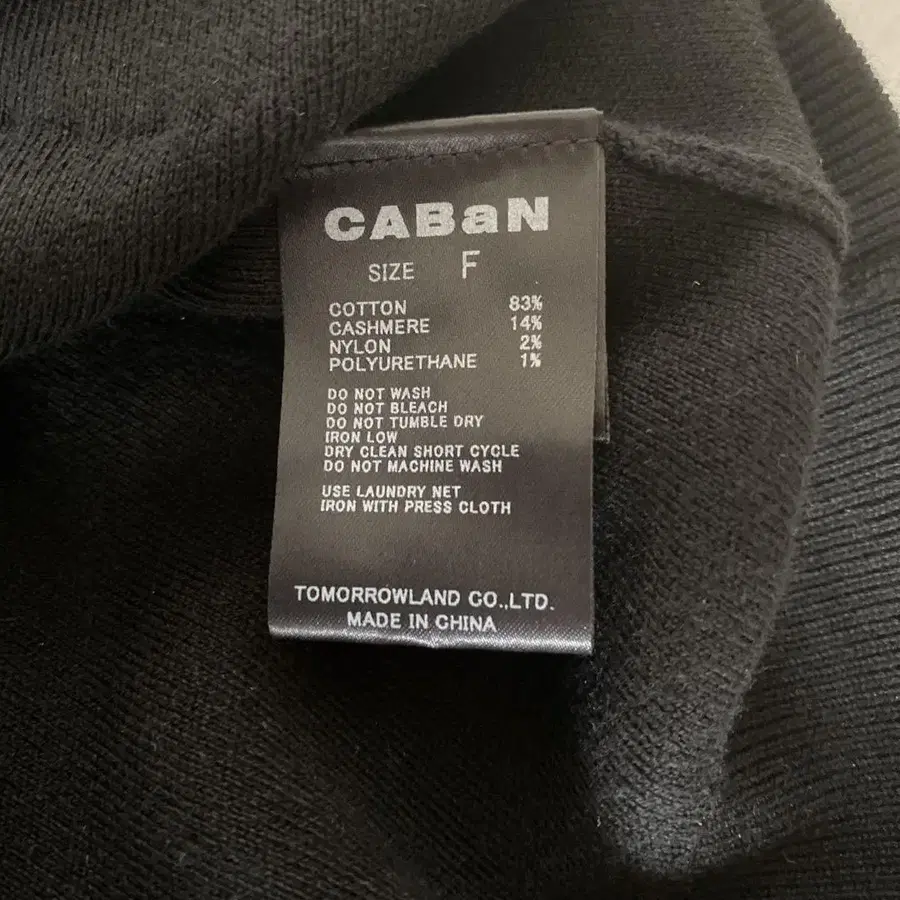 CABaN
SIZE F
COTTON 83%
CASHMERE 14%
NYLON 2%
POLYURETHANE 1%
DO NOT WASH
DO NOT BLEACH
DO NOT TUMBLE DRY
IRON LOW
DRY CLEAN SHORT CYCLE
DO NOT MACHINE WASH
USE LAUNDRY NET
IRON WITH PRESS CLOTH
TOMORROWLAND CO.,LTD.
MADE IN CHINA